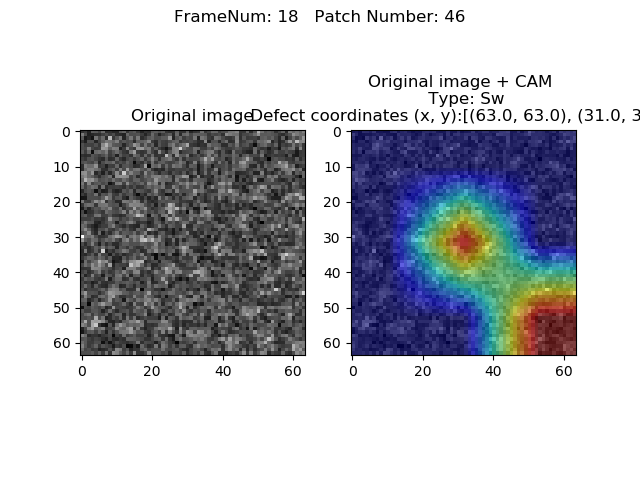 FrameNum: 18   Patch Number: 46
Original image + CAM
Type: Sw
Original image
Defect coordinates (x, y):[(63.0, 63.0), (31.0, 3
0
10
20
30
40
50
60
0 20 40 60
0
10
20
30
40
50
60
0 20 40 60